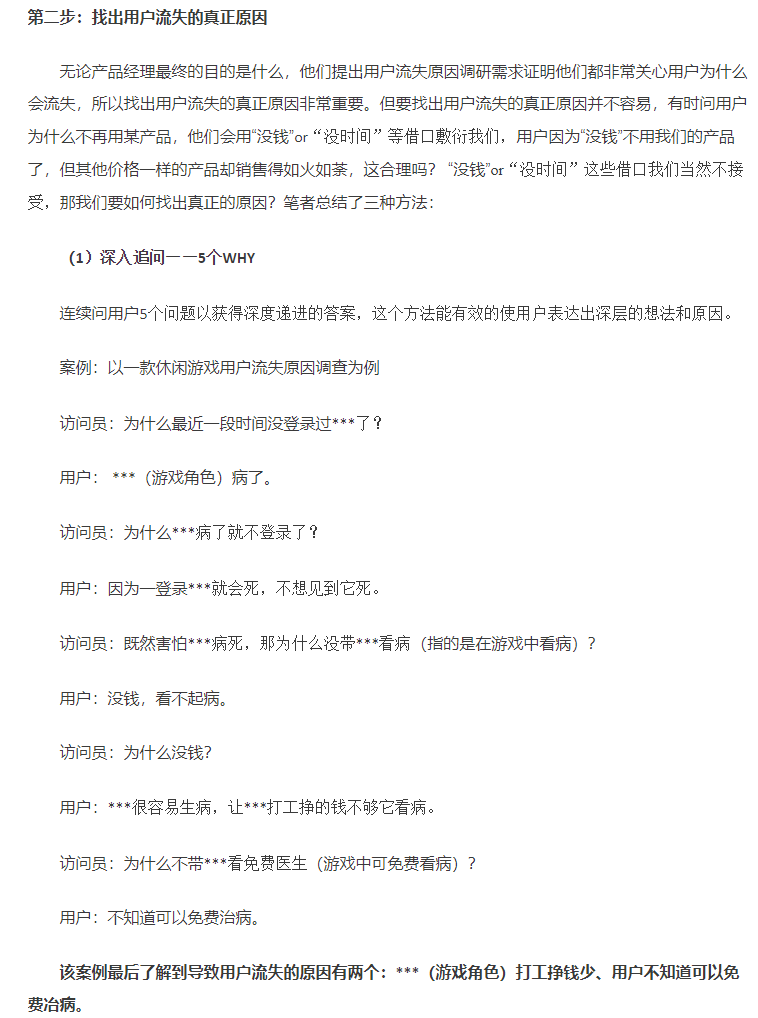 第二步：找出用户流失的真正原因
无论产品经理最终的目的是什么，他们提出用户流失原因调研需求证明他们都非常关心用户为什么
会流失，所以找出用户流失的真正原因非常重要。但要找出用户流失的真正原因并不容易，有时问用户
为什么不再用某产品，他们会用“没钱”or“没时间”等借口敷衍我们，用户因为“没钱”不用我们的产品
了，但其他价格一样的产品却销售得如火如荼，这合理吗？ “没钱”or“没时间”这些借口我们当然不接
受，那我们要如何找出真正的原因？笔者总结了三种方法：
（1）深入追问——5个WHY
连续问用户5个问题以获得深度递进的答案，这个方法能有效的使用户表达出深层的想法和原因。
案例：以一款休闲游戏用户流失原因调查为例
访问员：为什么最近一段时间没登录过***了？
用户： ***（游戏角色）病了。
访问员：为什么***病了就不登录了？
用户：因为一登录***就会死，不想见到它死。
访问员：既然害怕***病死，那为什么没带***看病（指的是在游戏中看病）？
用户：没钱，看不起病。
访问员：为什么没钱？
用户：***很容易生病，让***打工挣的钱不够它看病。
访问员：为什么不带***看免费医生（游戏中可免费看病）？
用户：不知道可以免费治病。
该案例最后了解到导致用户流失的原因有两个：***（游戏角色）打工挣钱少、用户不知道可以免
费治病。